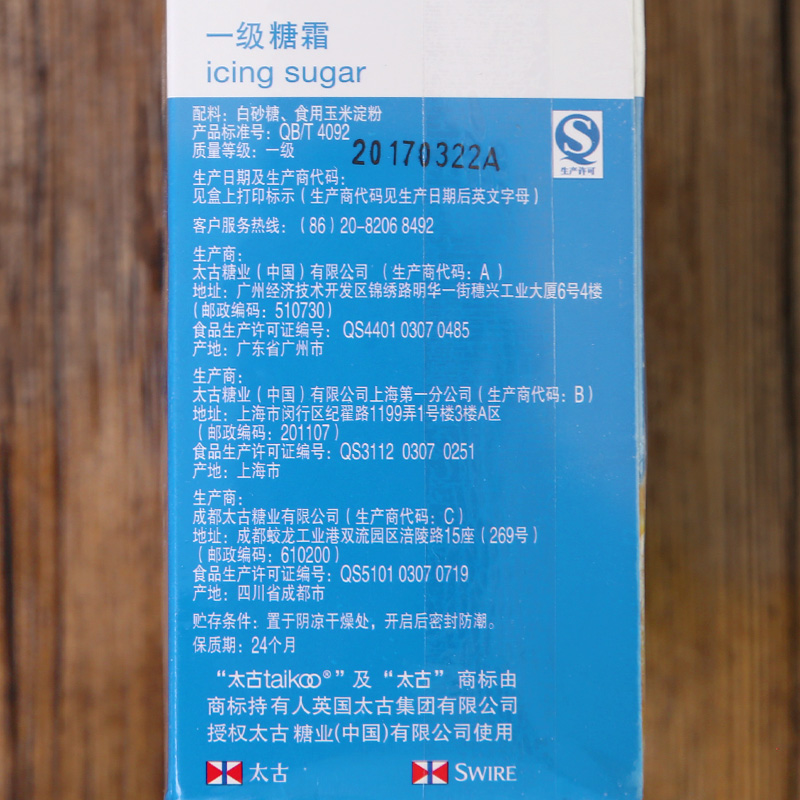 一级糖霜
icing sugar
配料：白砂糖、食用玉米淀粉
产品标准号：QB/T 4092
质量等级：一级
20170322A
生产许可
生产日期及生产商代码：
见盒上打印标示（生产商代码见生产日期后英文字母）
客户服务热线：（86）20-8206 8492
生产商：
太古糖业（中国）有限公司（生产商代码：A）
地址：广州经济技术开发区锦绣路明华一街穗兴工业大厦6号4楼
(邮政编码：510730)
食品生产许可证编号： QS4401 0307 0485
产地：广东省广州市
生产商：
太古糖业（中国）有限公司上海第一分公司（生产商代码：B）
地址：上海市闵行区纪翟路1199弄1号楼3楼A区
（邮政编码：201107）
食品生产许可证编号：QS3112 0307 0251
产地：上海市
生产商：
成都太古糖业有限公司（生产商代码：C）
地址：成都蛟龙工业港双流园区涪陵路15座（269号）
（邮政编码：610200）
食品生产许可证编号：QS5101 0307 0719
产地：四川省成都市
贮存条件：置于阴凉干燥处，开启后密封防潮。
保质期：24个月
“太古taikoo®”及“太古”商标由
商标持有人英国太古集团有限公司
授权太古糖业(中国)有限公司使用
太古 SWIRE